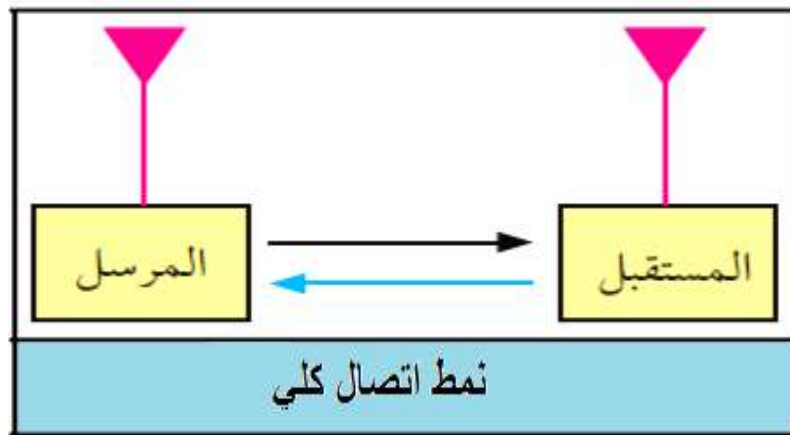 المستقبل
المرسل
نمط اتصال كلي